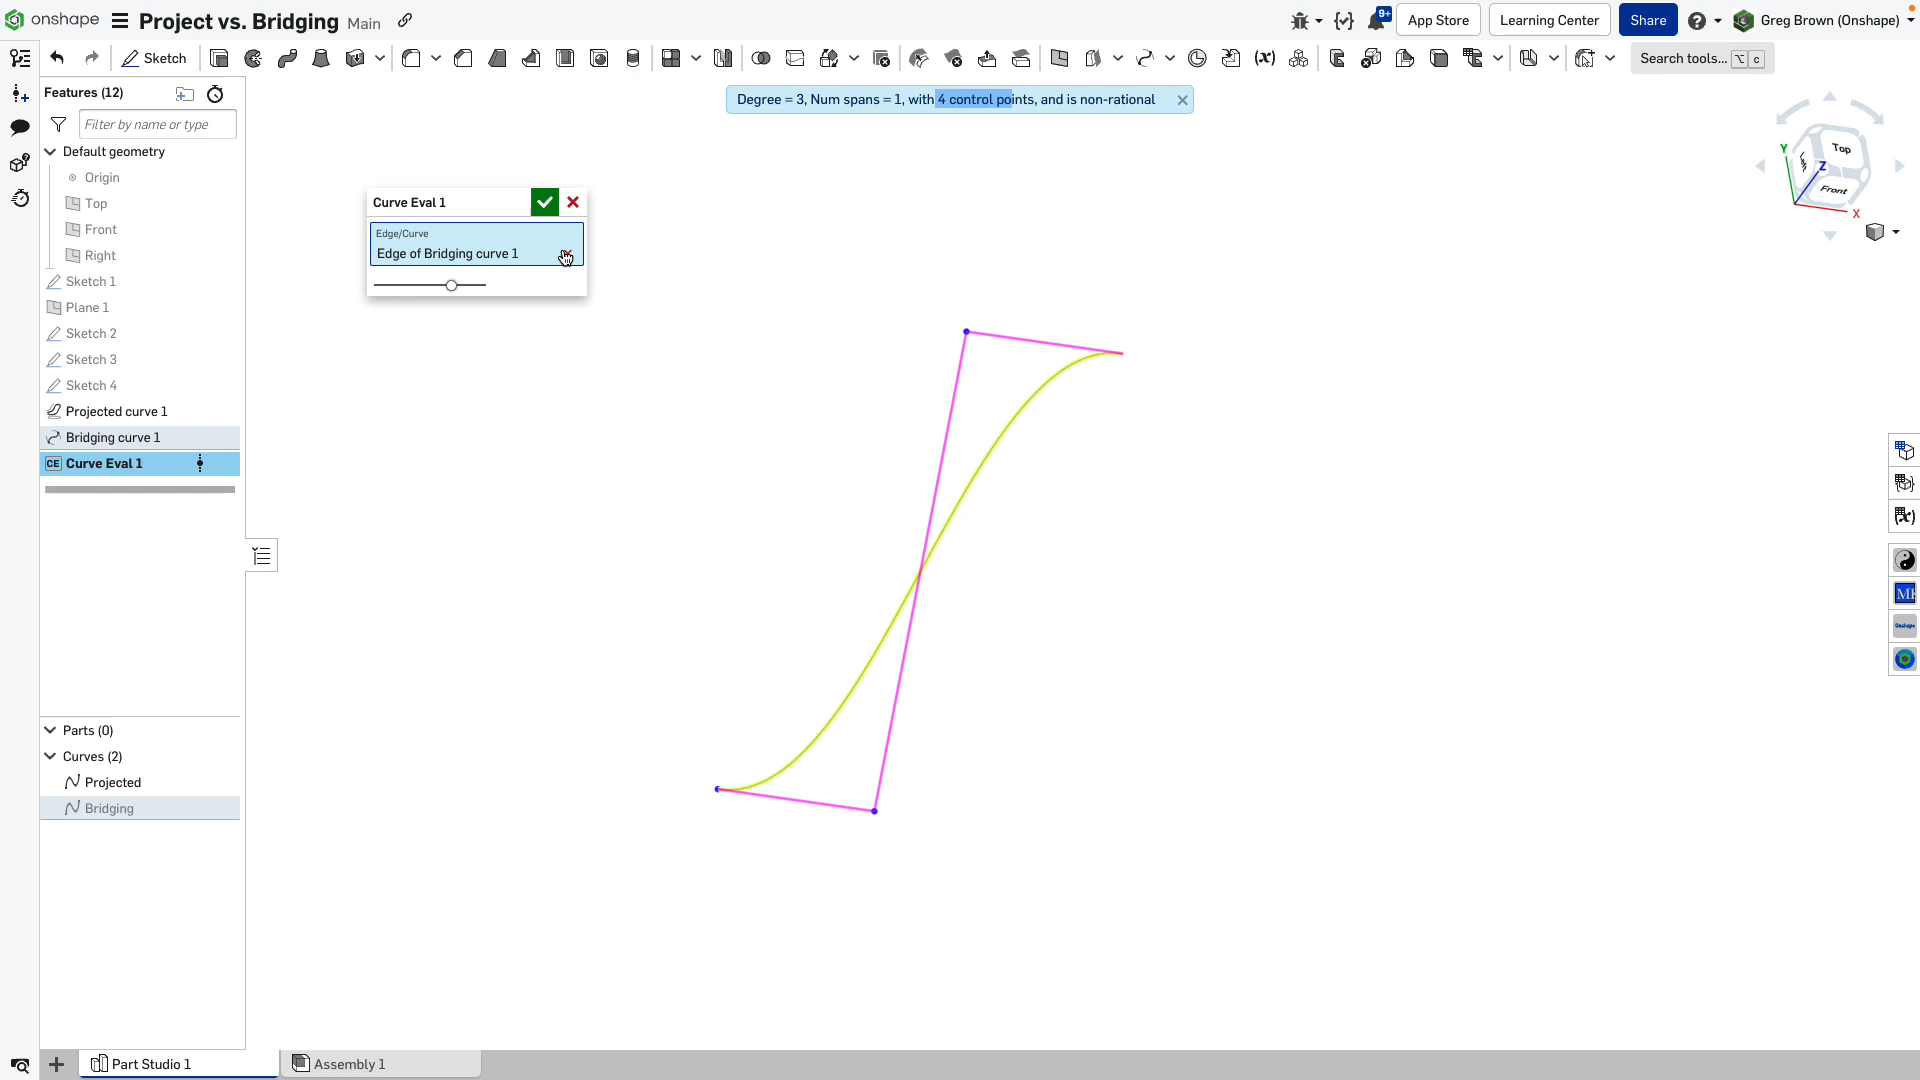 onshape Project vs. Bridging Main 9+ App Store Learning Center Share Greg Brown (Onshape)
Sketch (x) Search tools... ⌥ c
Features (12)
Filter by name or type
Default geometry
Origin
Top
Front
Right
Sketch 1
Plane 1
Sketch 2
Sketch 3
Sketch 4
Projected curve 1
Bridging curve 1
CE Curve Eval 1
Degree = 3, Num spans = 1, with 4 control points, and is non-rational
Curve Eval 1
Edge/Curve
Edge of Bridging curve 1
Top
Left
Front
Y
Z
X
(x)
Onshape
Parts (0)
Curves (2)
Projected
Bridging
Part Studio 1
Assembly 1